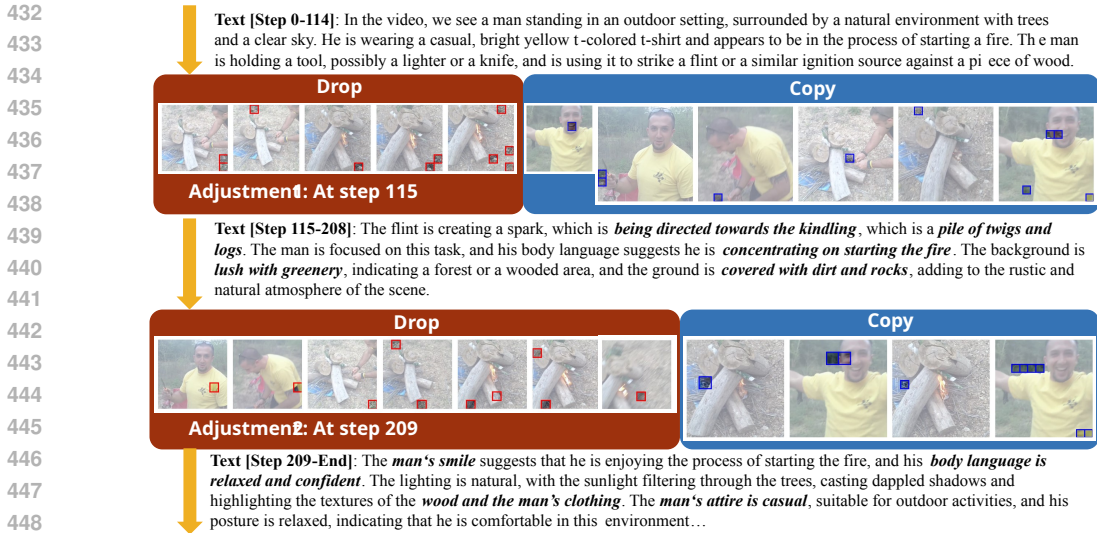 432
433
434
435
436
437
438
439
440
441
442
443
444
445
446
447
448
Text [Step 0-114]: In the video, we see a man standing in an outdoor setting, surrounded by a natural environment with trees
and a clear sky. He is wearing a casual, bright yellow t-colored t-shirt and appears to be in the process of starting a fire. The man
is holding a tool, possibly a lighter or a knife, and is using it to strike a flint or a similar ignition source against a pi ece of wood.
Drop
Copy
Adjustment1: At step 115
Text [Step 115-208]: The flint is creating a spark, which is being directed towards the kindling, which is a pile of twigs and
logs. The man is focused on this task, and his body language suggests he is concentrating on starting the fire. The background is
lush with greenery, indicating a forest or a wooded area, and the ground is covered with dirt and rocks, adding to the rustic and
natural atmosphere of the scene.
Drop
Copy
Adjustment2: At step 209
Text [Step 209-End]: The man‘s smile suggests that he is enjoying the process of starting the fire, and his body language is
relaxed and confident. The lighting is natural, with the sunlight filtering through the trees, casting dappled shadows and
highlighting the textures of the wood and the man’s clothing. The man‘s attire is casual, suitable for outdoor activities, and his
posture is relaxed, indicating that he is comfortable in this environment…